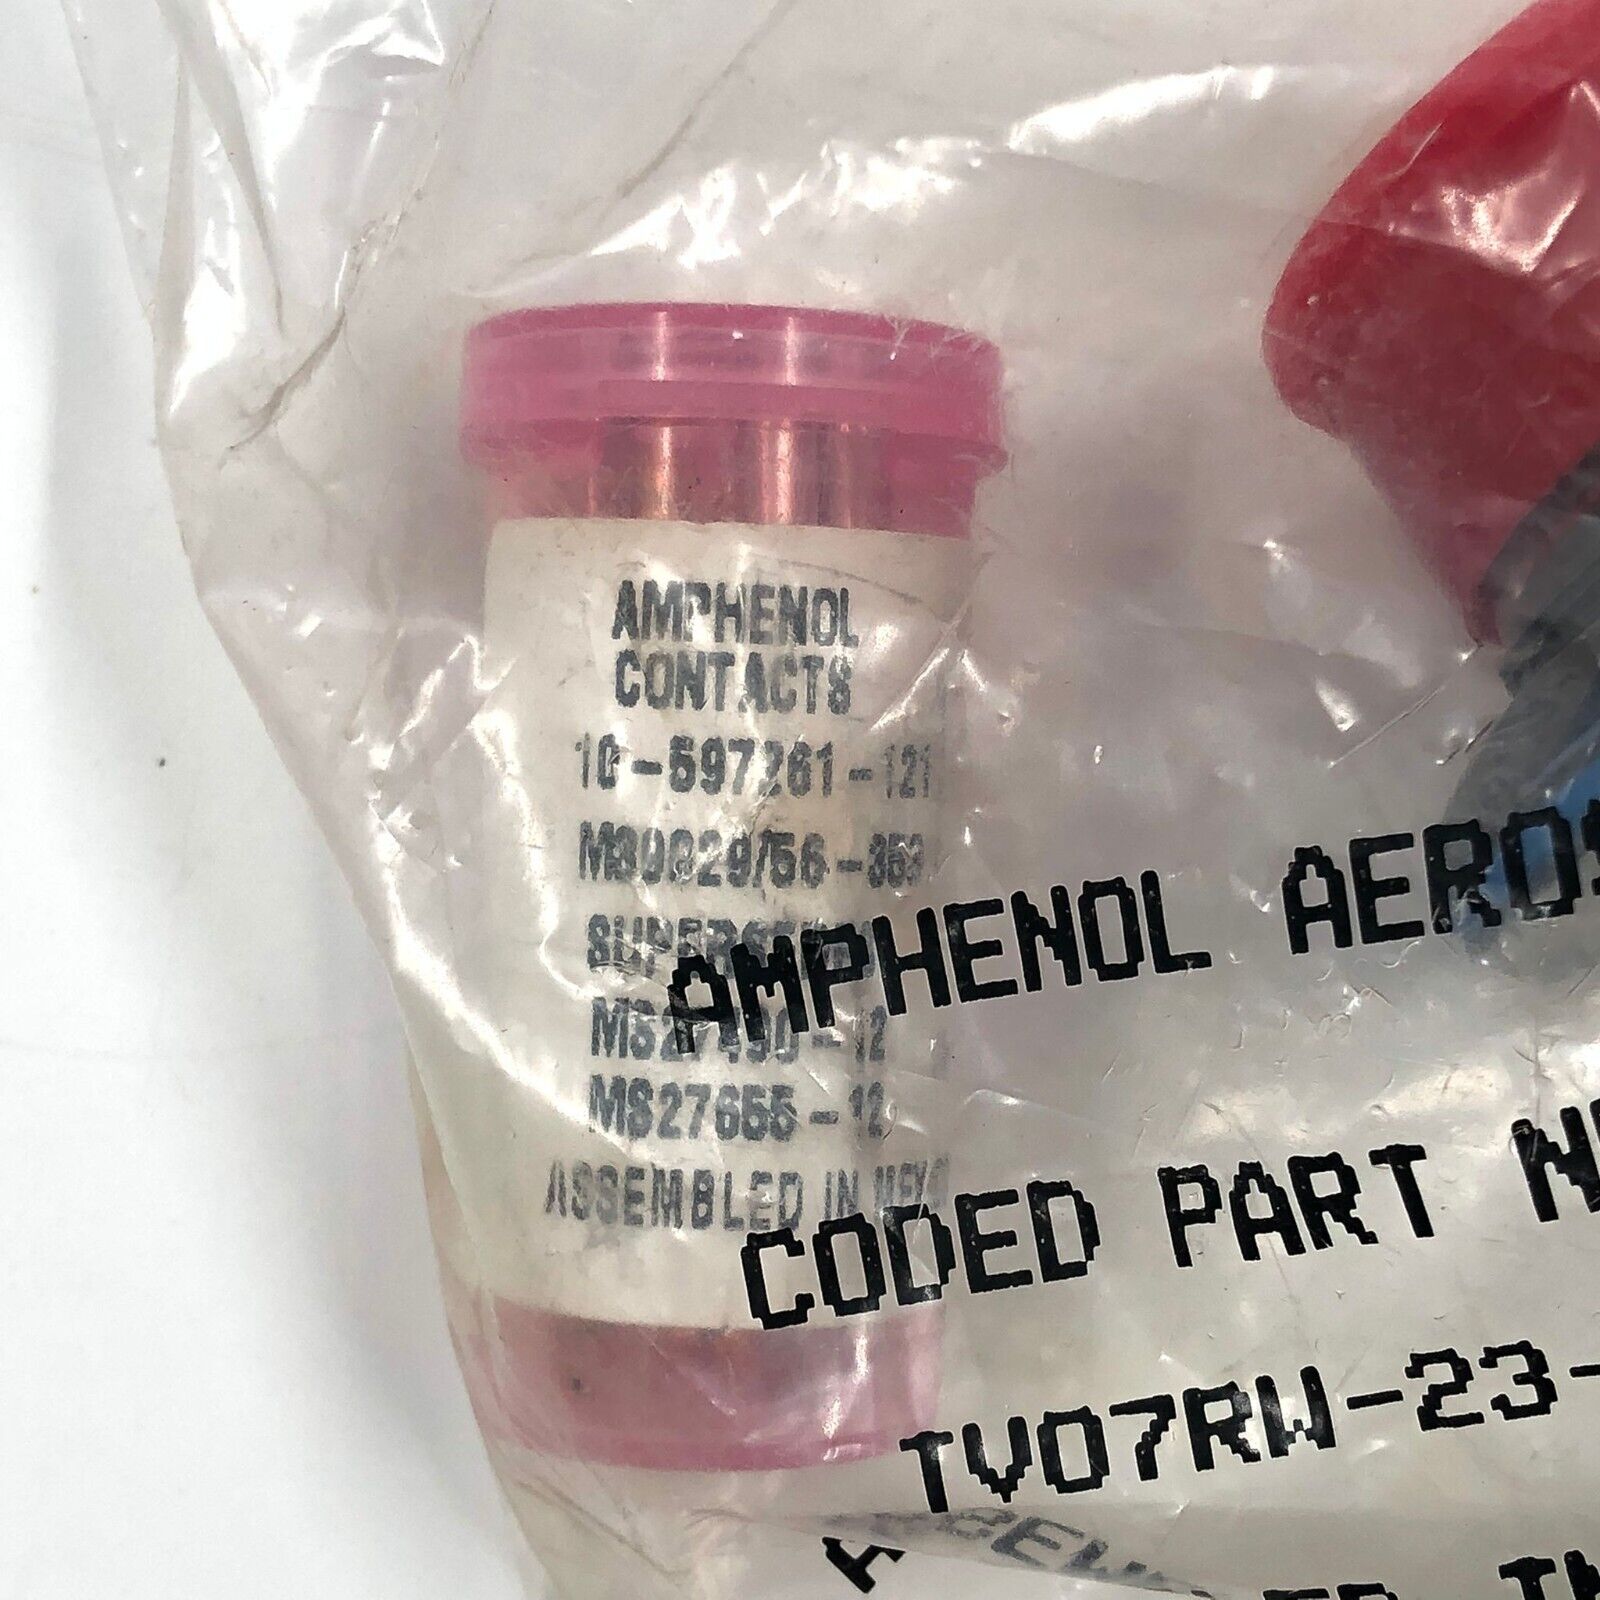 AMPHENOL
CONTACTS
10-597261-121
M39029/56-353
MS27490-12
MS27655-12
ASSEMBLED IN
AMPHENOL AEROS
CODED PART
TV07RW-23-